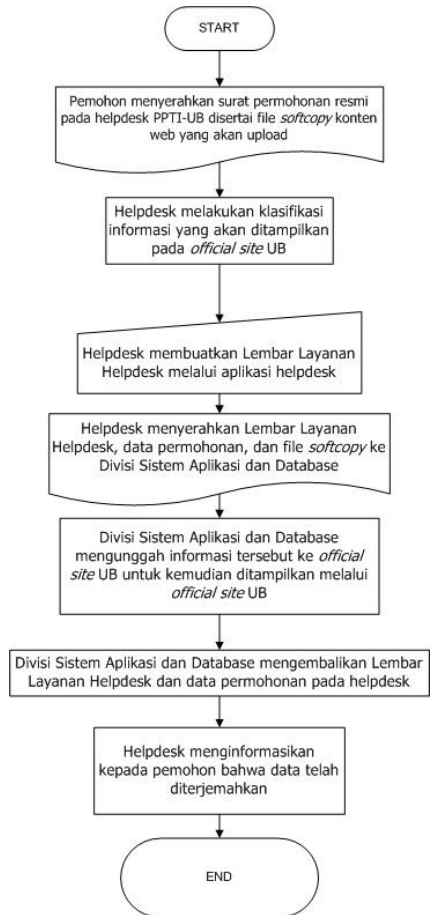 START
Pemohon menyerahkan surat permohonan resmi
pada helpdesk PPTI-UB disertai file softcopy konten
web yang akan upload
Helpdesk melakukan klasifikasi
informasi yang akan ditampilkan
pada official site UB
Helpdesk membuatkan Lembar Layanan
Helpdesk melalui aplikasi helpdesk
Helpdesk menyerahkan Lembar Layanan
Helpdesk, data permohonan, dan file softcopy ke
Divisi Sistem Aplikasi dan Database
Divisi Sistem Aplikasi dan Database
mengunggah informasi tersebut ke official
site UB untuk kemudian ditampilkan melalui
official site UB
Divisi Sistem Aplikasi dan Database mengembalikan Lembar
Layanan Helpdesk dan data permohonan pada helpdesk
Helpdesk menginformasikan
kepada pemohon bahwa data telah
diterjemahkan
END